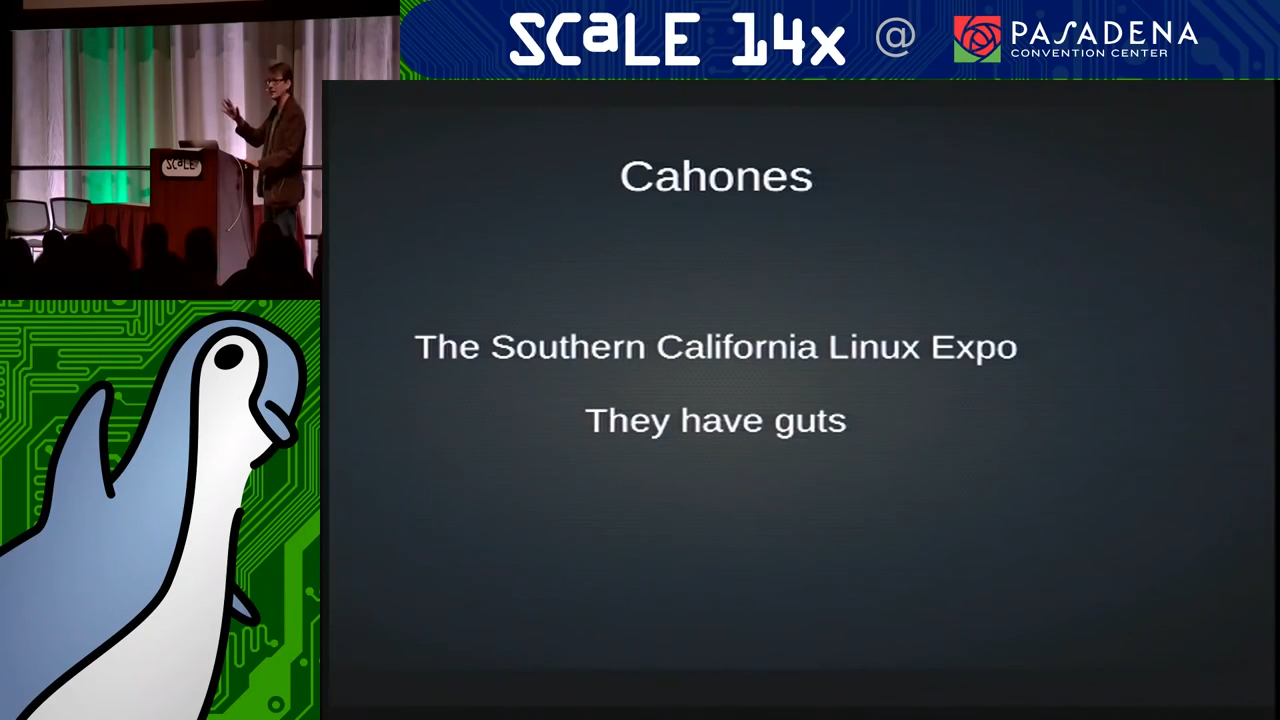 SCaLE 14x @ PASADENA
CONVENTION CENTER
SCaLE
Cahones
The Southern California Linux Expo
They have guts